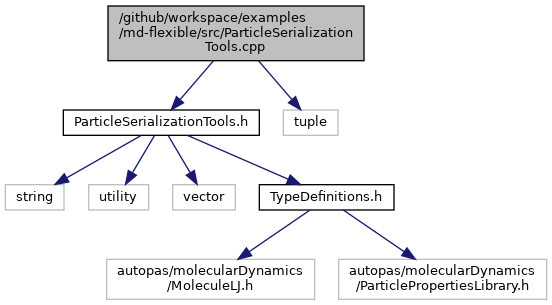 /github/workspace/examples
/md-flexible/src/ParticleSerialization
Tools.cpp
ParticleSerializationTools.h
tuple
string
utility
vector
TypeDefinitions.h
autopas/molecularDynamics
/MoleculeLJ.h
autopas/molecularDynamics
/ParticlePropertiesLibrary.h